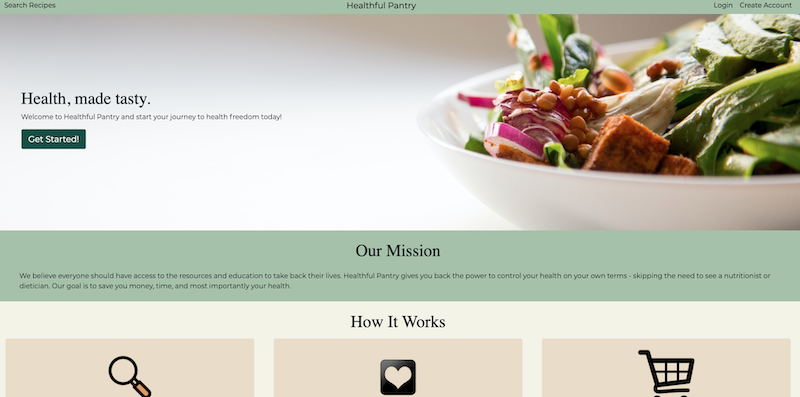 Search Recipes
Healthful Pantry
Login
Create Account
Health, made tasty.
Welcome to Healthful Pantry and start your journey to health freedom today!
Get Started!
Our Mission
We believe everyone should have access to the resources and education to take back their lives. Healthful Pantry gives you back the power to control your health on your own terms - skipping the need to see a nutritionist or
dietician. Our goal is to save you money, time, and most importantly your health.
How It Works